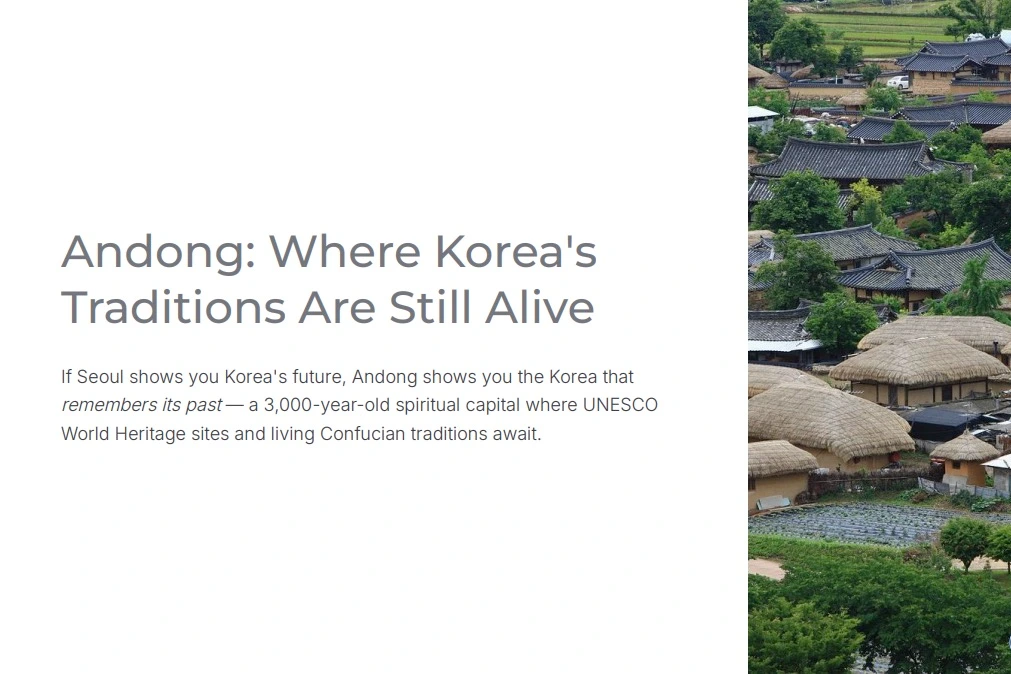 Andong: Where Korea's
Traditions Are Still Alive
If Seoul shows you Korea's future, Andong shows you the Korea that
remembers its past — a 3,000-year-old spiritual capital where UNESCO
World Heritage sites and living Confucian traditions await.